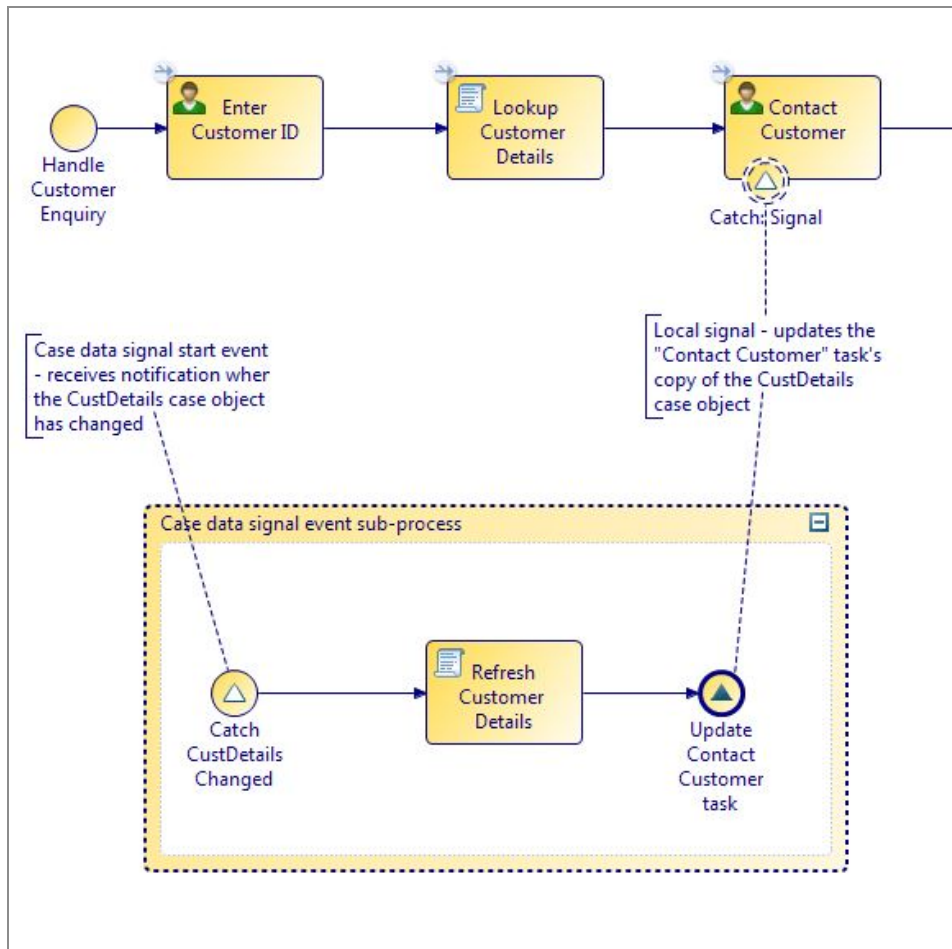 Enter
Customer ID
Lookup
Customer
Details
Contact
Customer
Handle
Customer
Enquiry
Catch: Signal
Case data signal start event
- receives notification when
the CustDetails case object
has changed
Local signal - updates the
"Contact Customer" task's
copy of the CustDetails
case object
Case data signal event sub-process
Refresh
Customer
Details
Catch
CustDetails
Changed
Update
Contact
Customer
task